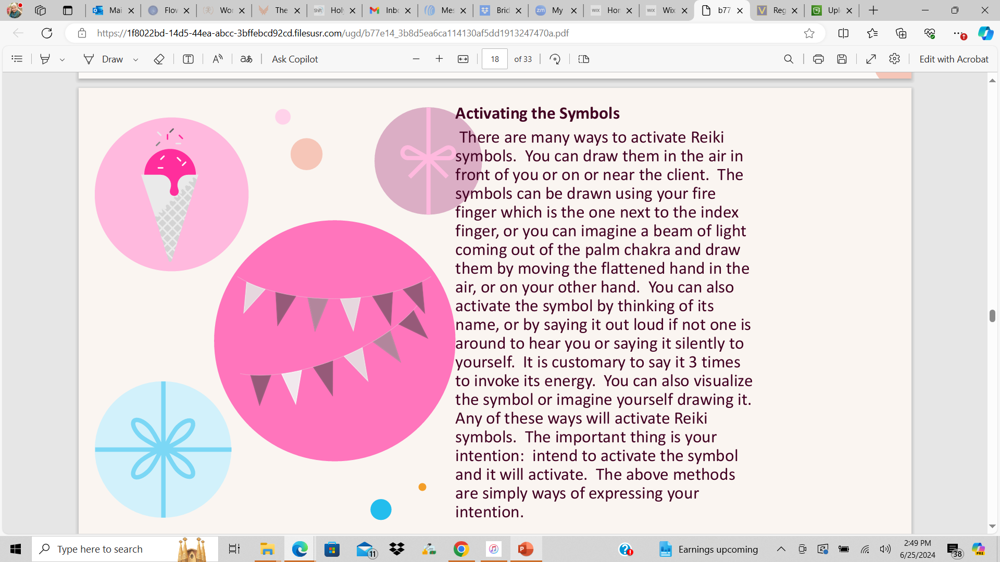 Mai
Flov
Wor
The
Shift
Holy
Inbo
Mes
Brid
zm
My
WIX
Hor
WIX
Wix
b77
Reg
Upl
https://1f8022bd-14d5-44ea-abcc-3bffebcd92cd.filesusr.com/ugd/b77e14_3b8d5ea6ca114130af5dd1913247470a.pdf
Draw
Ask Copilot
18
of 33
Edit with Acrobat
Activating the Symbols
There are many ways to activate Reiki
symbols. You can draw them in the air in
front of you or on or near the client. The
symbols can be drawn using your fire
finger which is the one next to the index
finger, or you can imagine a beam of light
coming out of the palm chakra and draw
them by moving the flattened hand in the
air, or on your other hand. You can also
activate the symbol by thinking of its
name, or by saying it out loud if not one is
around to hear you or saying it silently to
yourself. It is customary to say it 3 times
to invoke its energy. You can also visualize
the symbol or imagine yourself drawing it.
Any of these ways will activate Reiki
symbols. The important thing is your
intention: intend to activate the symbol
and it will activate. The above methods
are simply ways of expressing your
intention.
Type here to search
11
Earnings upcoming
2:49 PM
6/25/2024
38
PRE